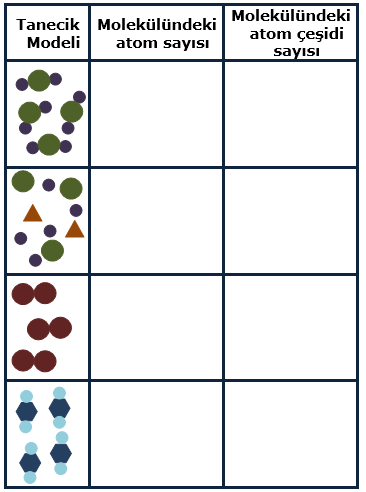 Tanecik
Modeli
Molekülündeki
atom sayısı
Molekülündeki
atom çeşidi
sayısı